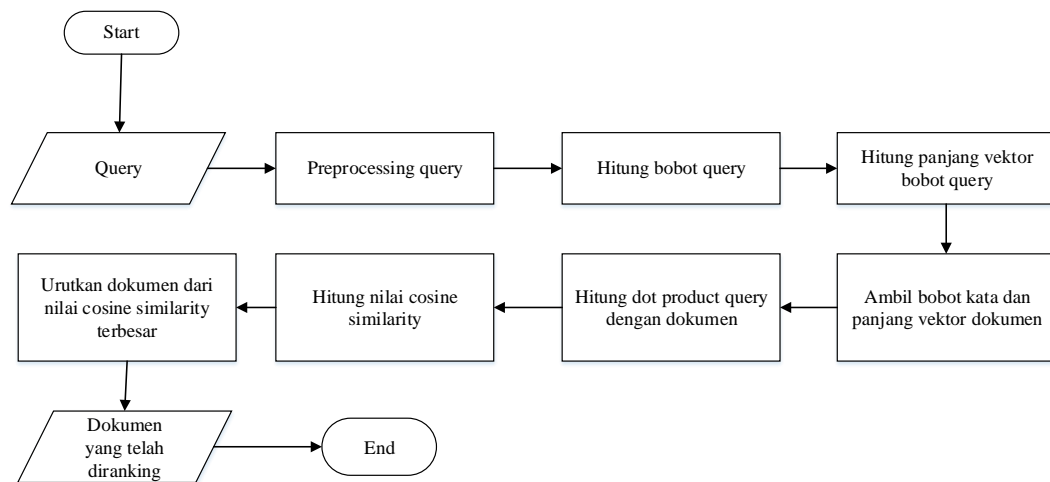 Start
Query
Preprocessing query
Hitung bobot query
Hitung panjang vektor
bobot query
Ambil bobot kata dan
panjang vektor dokumen
Hitung dot product query
dengan dokumen
Hitung nilai cosine
similarity
Urutkan dokumen dari
nilai cosine similarity
terbesar
Dokumen
yang telah
diranking
End